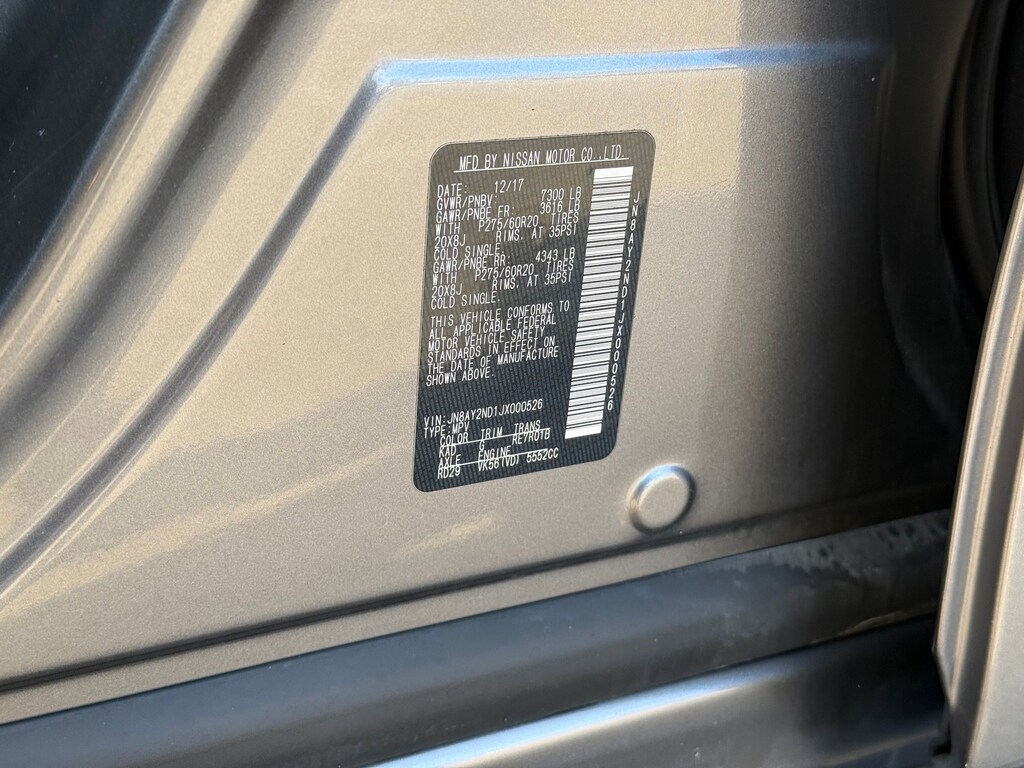 MFD BY NISSAN MOTOR CO.,LTD.
DATE: 12/17
GVWR/PNBV: 7300 LB
GAWR/PNBE FR: 3616 LB
WITH P275/60R20 TIRES
20X8J RIMS. AT 35PSI
COLD SINGLE.
GAWR/PNBE RR: 4343 LB
WITH P275/60R20 TIRES
20X8J RIMS. AT 35PSI
COLD SINGLE.
THIS VEHICLE CONFORMS TO
ALL APPLICABLE FEDERAL
MOTOR VEHICLE SAFETY
STANDARDS IN EFFECT ON
THE DATE OF MANUFACTURE
SHOWN ABOVE.
VIN:JN8AY2ND1JX000526
TYPE:MPV
COLOR TRIM TRANS
KAD G RE7R01B
AXLE ENGINE
RD29 VK56(VD) 5552CC
JN8AY2ND1JX000526